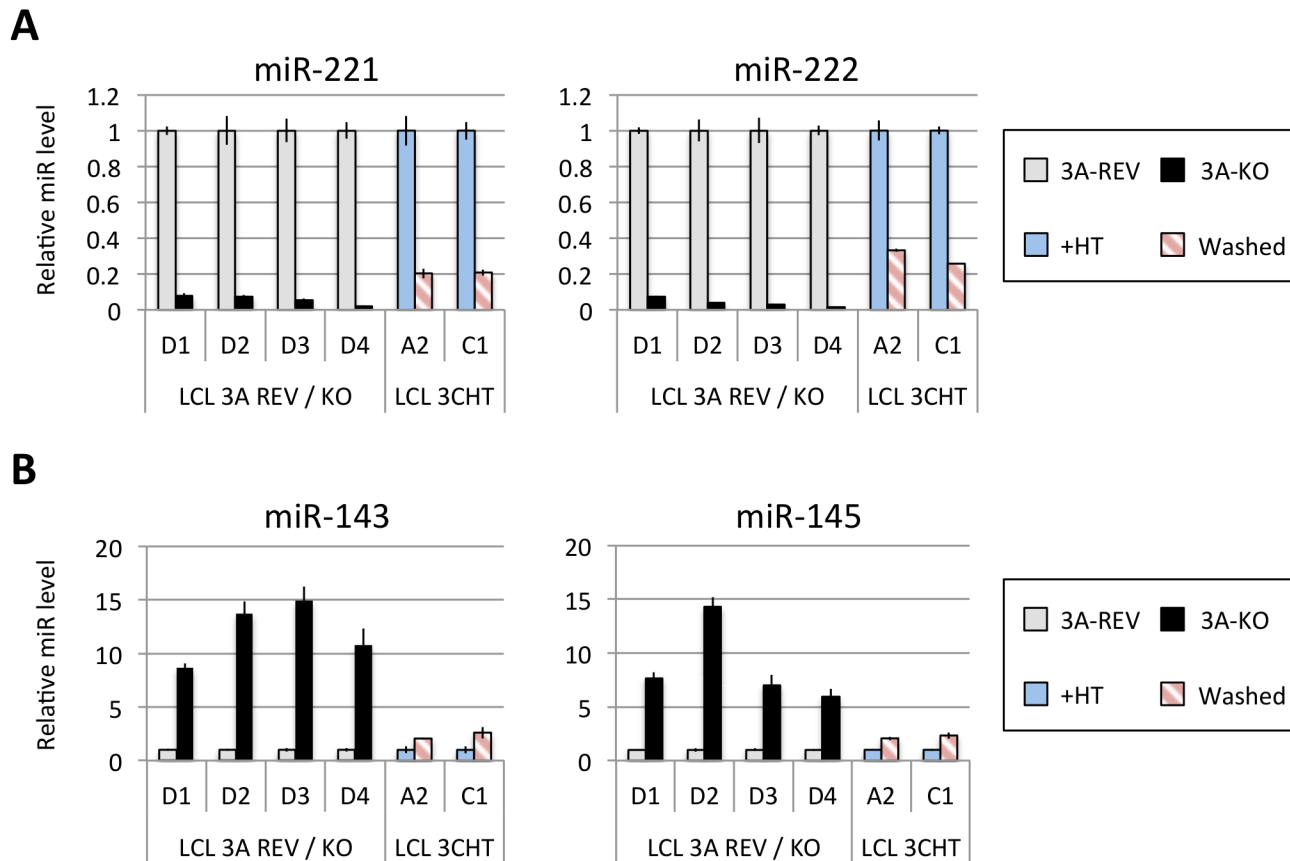 A
miR-221
miR-222
Relative miR level
1.2
1
0.8
0.6
0.4
0.2
0
D1 D2 D3 D4 A2 C1
LCL 3A REV / KO LCL 3CHT
1.2
1
0.8
0.6
0.4
0.2
0
D1 D2 D3 D4 A2 C1
LCL 3A REV / KO LCL 3CHT
3A-REV 3A-KO
+HT Washed
B
miR-143
miR-145
Relative miR level
20
15
10
5
0
D1 D2 D3 D4 A2 C1
LCL 3A REV / KO LCL 3CHT
20
15
10
5
0
D1 D2 D3 D4 A2 C1
LCL 3A REV / KO LCL 3CHT
3A-REV 3A-KO
+HT Washed